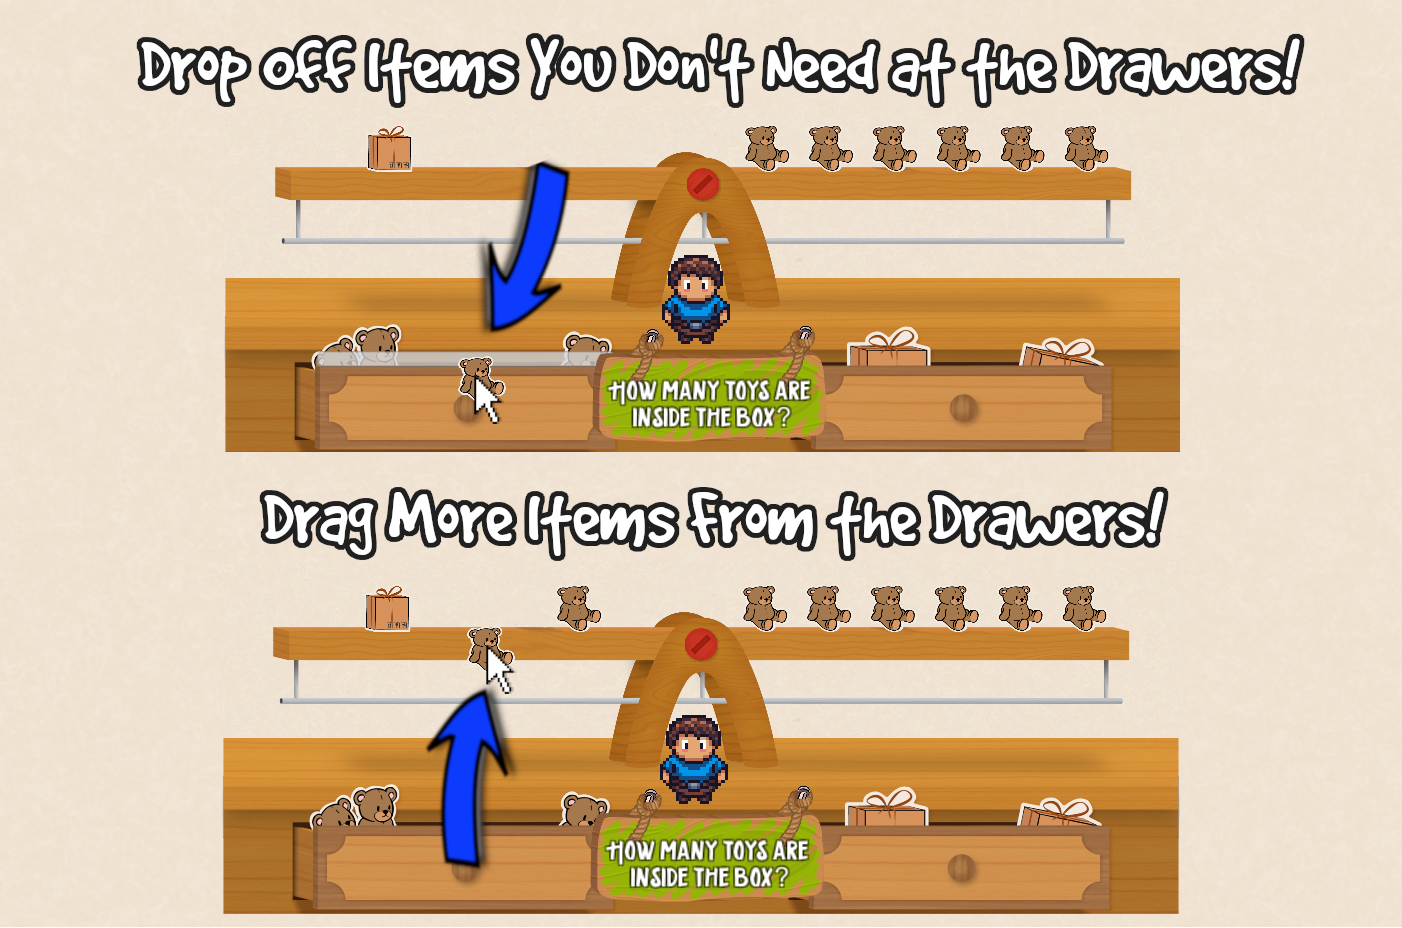 Drop off Items You Don't Need at the Drawers!
HOW MANY TOYS ARE
INSIDE THE BOX?
Drag More Items From the Drawers!
HOW MANY TOYS ARE
INSIDE THE BOX?